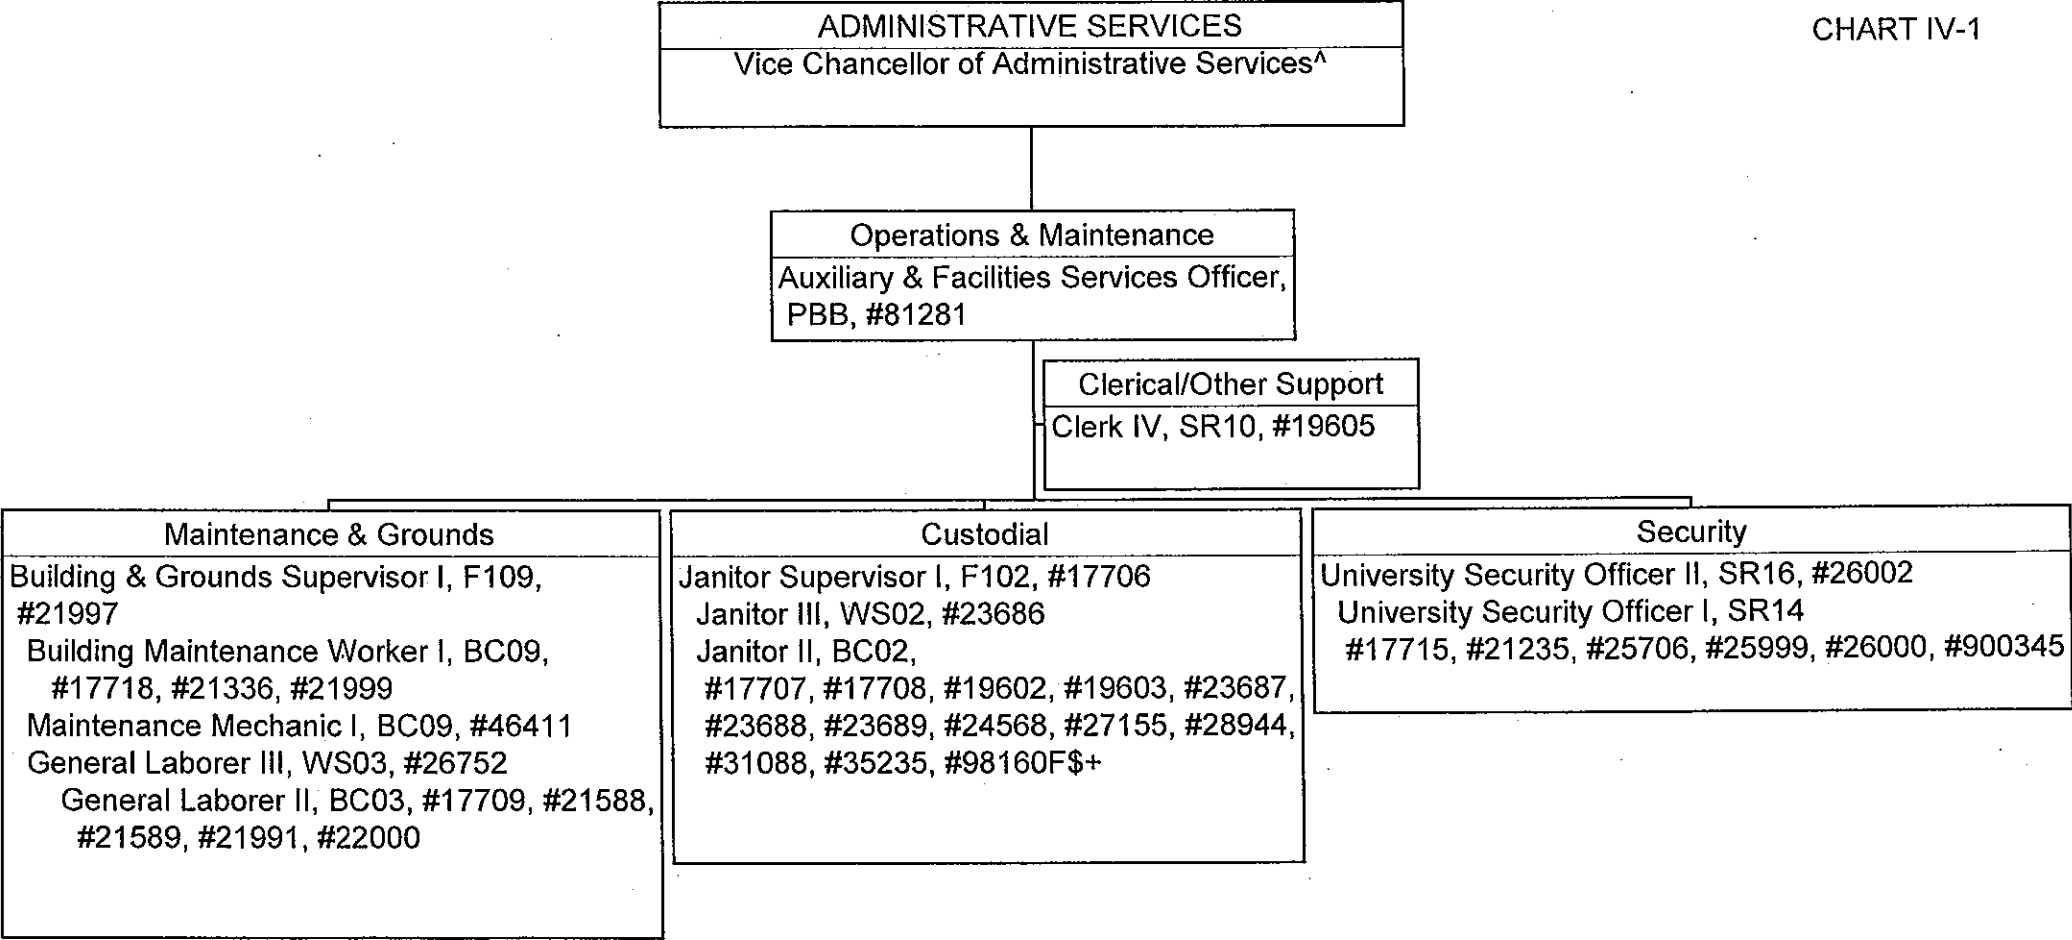 ADMINISTRATIVE SERVICES
CHART IV-1
Vice Chancellor of Administrative Services^
Operations & Maintenance
Auxiliary & Facilities Services Officer,
PBB, #81281
Clerical/Other Support
Clerk IV, SR10, #19605
Maintenance & Grounds
Building & Grounds Supervisor I, F109,
#21997
Building Maintenance Worker I, BC09,
#17718, #21336, #21999
Maintenance Mechanic I, BC09, #46411
General Laborer III, WS03, #26752
General Laborer II, BC03, #17709, #21588,
#21589, #21991, #22000
Custodial
Janitor Supervisor I, F102, #17706
Janitor III, WS02, #23686
Janitor II, BC02,
#17707, #17708, #19602, #19603, #23687,
#23688, #23689, #24568, #27155, #28944,
#31088, #35235, #98160F$+
Security
University Security Officer II, SR16, #26002
University Security Officer I, SR14
#17715, #21235, #25706, #25999, #26000, #900345